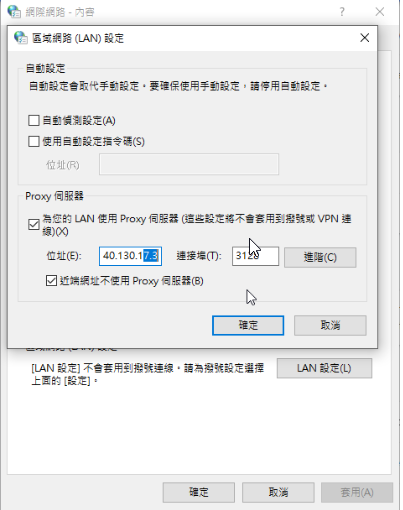 網際網路 - 內容
區域網路 (LAN) 設定
自動設定
自動設定會取代手動設定。要確保使用手動設定，請停用自動設定。
自動偵測設定(A)
使用自動設定指令碼(S)
位址(R)
Proxy 伺服器
為您的 LAN 使用 Proxy 伺服器 (這些設定將不會套用到撥號或 VPN 連
線)(X)
位址(E): 40.130.17.3 連接埠(T): 進階(C)
近端網址不使用 Proxy 伺服器(B)
確定 取消
[LAN 設定] 不會套用到撥號連線。請為撥號設定選擇
上面的 [設定]。
LAN 設定(L)
確定 取消 套用(A)